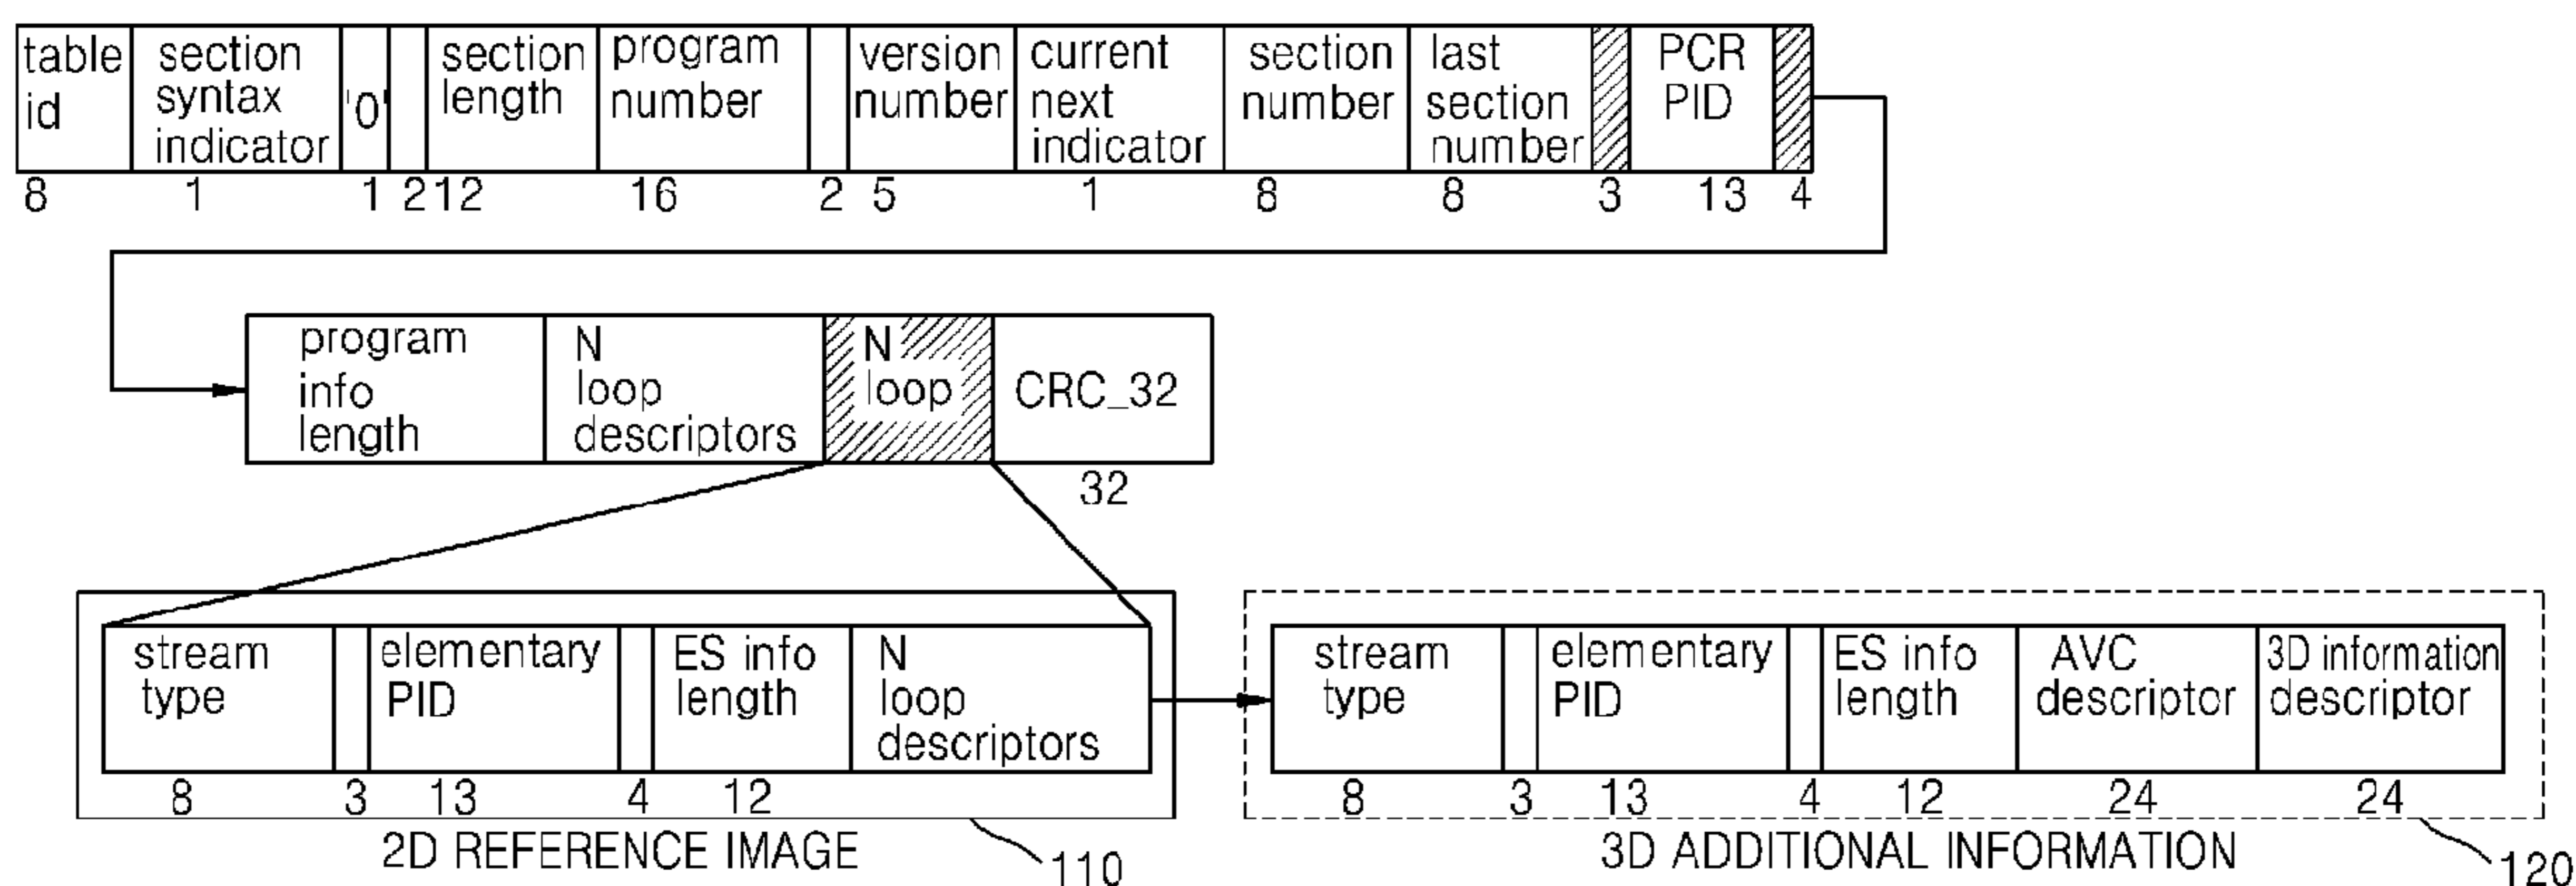 table id
section syntax indicator
'0'
section length
program number
version number
current next indicator
section number
last section number
PCR PID
8 1 1 2 12 16 2 5 1 8 8 3 13 4
program info length
N loop descriptors
N loop
CRC_32
32
stream type
elementary PID
ES info length
N loop descriptors
8 3 13 4 12
2D REFERENCE IMAGE
110
stream type
elementary PID
ES info length
AVC descriptor
3D information descriptor
8 3 13 4 12 24 24
3D ADDITIONAL INFORMATION
120